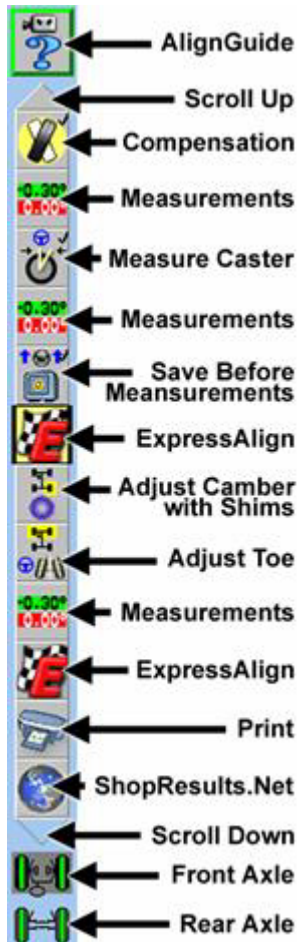 ?
AlignGuide
Scroll Up
Compensation
-0.30°
0.00°
Measurements
Measure Caster
-0.30°
0.00°
Measurements
Save Before
Meansurements
E
ExpressAlign
Adjust Camber
with Shims
Adjust Toe
-0.30°
0.00°
Measurements
E
ExpressAlign
Print
ShopResults.Net
Scroll Down
Front Axle
Rear Axle